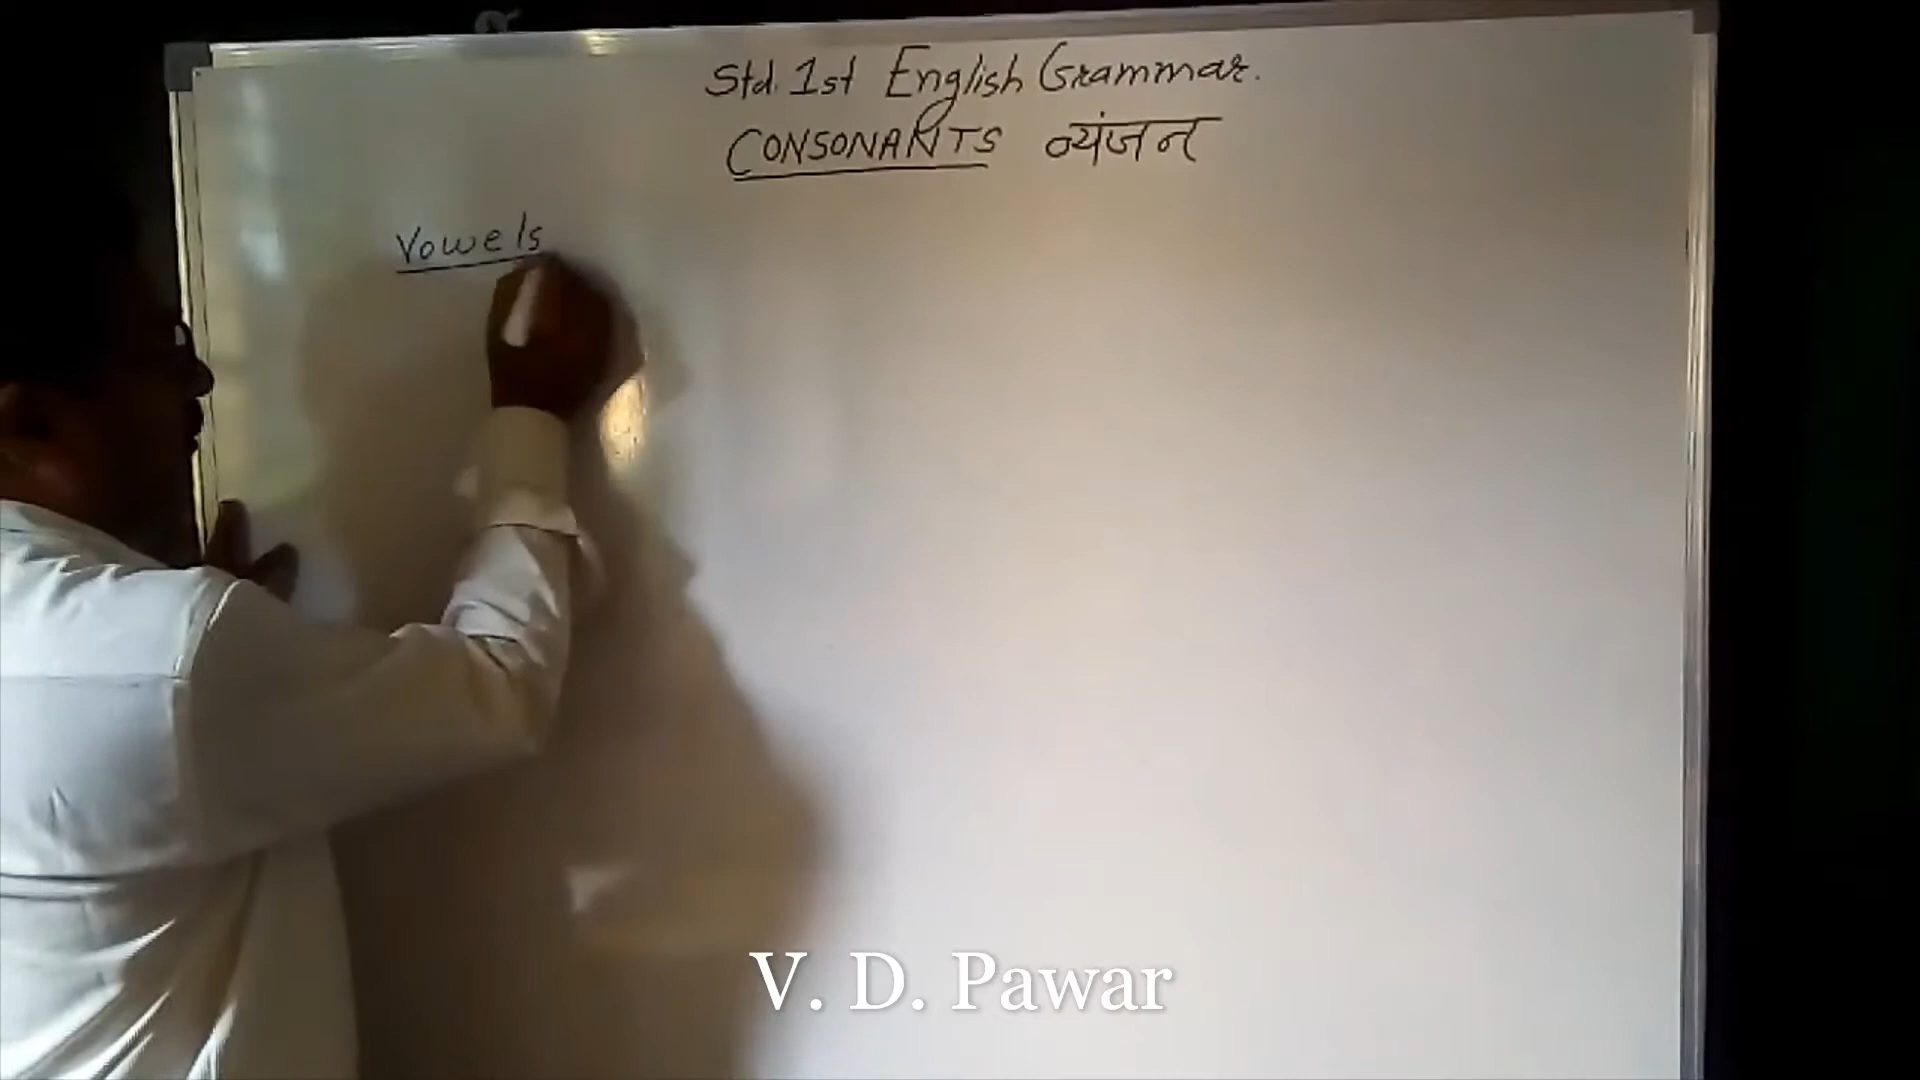 Std. 1st English Grammar.
CONSONANTS व्यंजन
Vowels
V. D. Pawar